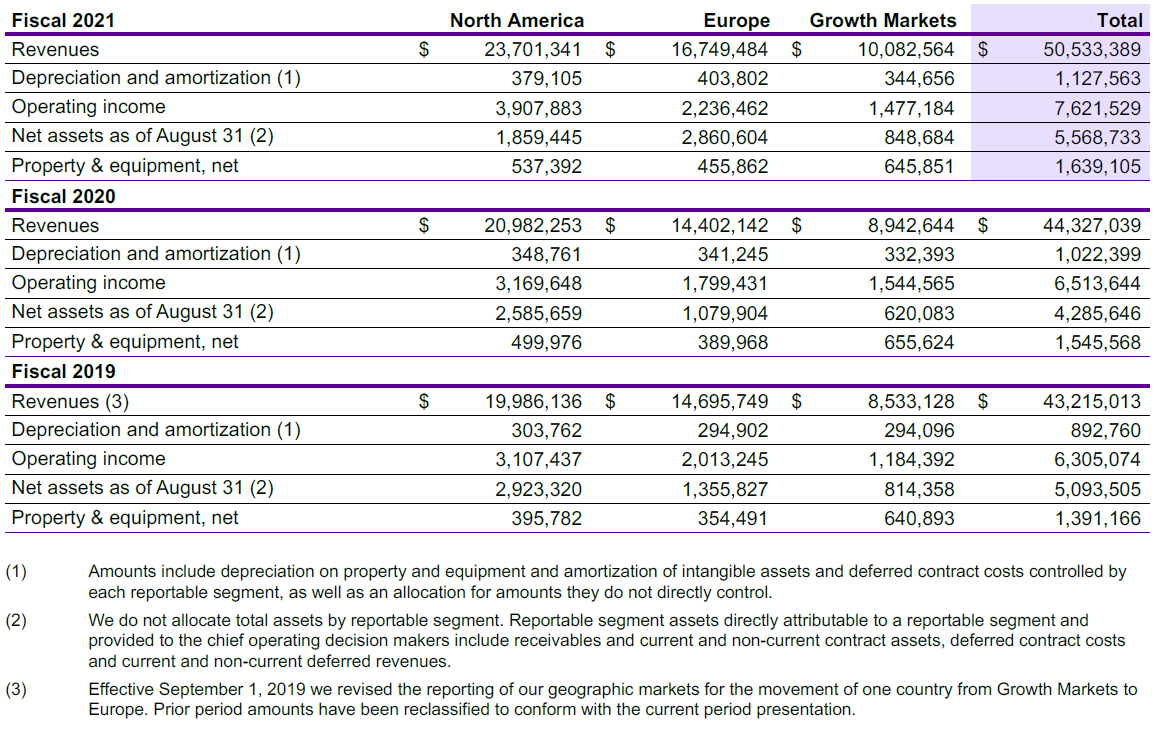 Fiscal 2021 North America Europe Growth Markets Total
Revenues $ 23,701,341 $ 16,749,484 $ 10,082,564 $ 50,533,389
Depreciation and amortization (1) 379,105 403,802 344,656 1,127,563
Operating income 3,907,883 2,236,462 1,477,184 7,621,529
Net assets as of August 31 (2) 1,859,445 2,860,604 848,684 5,568,733
Property & equipment, net 537,392 455,862 645,851 1,639,105
Fiscal 2020
Revenues $ 20,982,253 $ 14,402,142 $ 8,942,644 $ 44,327,039
Depreciation and amortization (1) 348,761 341,245 332,393 1,022,399
Operating income 3,169,648 1,799,431 1,544,565 6,513,644
Net assets as of August 31 (2) 2,585,659 1,079,904 620,083 4,285,646
Property & equipment, net 499,976 389,968 655,624 1,545,568
Fiscal 2019
Revenues (3) $ 19,986,136 $ 14,695,749 $ 8,533,128 $ 43,215,013
Depreciation and amortization (1) 303,762 294,902 294,096 892,760
Operating income 3,107,437 2,013,245 1,184,392 6,305,074
Net assets as of August 31 (2) 2,923,320 1,355,827 814,358 5,093,505
Property & equipment, net 395,782 354,491 640,893 1,391,166
(1) Amounts include depreciation on property and equipment and amortization of intangible assets and deferred contract costs controlled by
each reportable segment, as well as an allocation for amounts they do not directly control.
(2) We do not allocate total assets by reportable segment. Reportable segment assets directly attributable to a reportable segment and
provided to the chief operating decision makers include receivables and current and non-current contract assets, deferred contract costs
and current and non-current deferred revenues.
(3) Effective September 1, 2019 we revised the reporting of our geographic markets for the movement of one country from Growth Markets to
Europe. Prior period amounts have been reclassified to conform with the current period presentation.